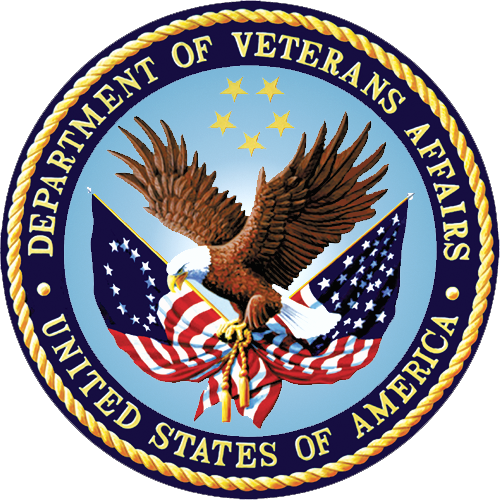 DEPARTMENT OF VETERANS AFFAIRS
UNITED STATES OF AMERICA